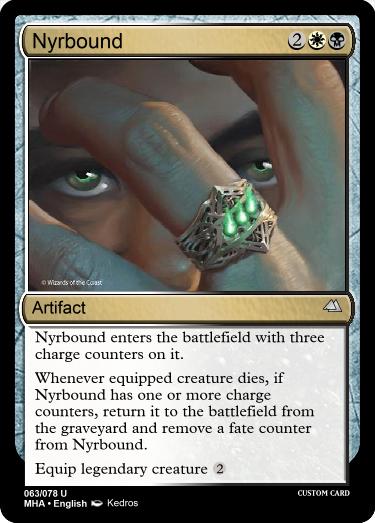 Nyrbound 2
© Wizards of the Coast
Artifact
Nyrbound enters the battlefield with three
charge counters on it.
Whenever equipped creature dies, if
Nyrbound has one or more charge
counters, return it to the battlefield from
the graveyard and remove a fate counter
from Nyrbound.
Equip legendary creature 2
063/078 U
MHA • English Kedros
CUSTOM CARD